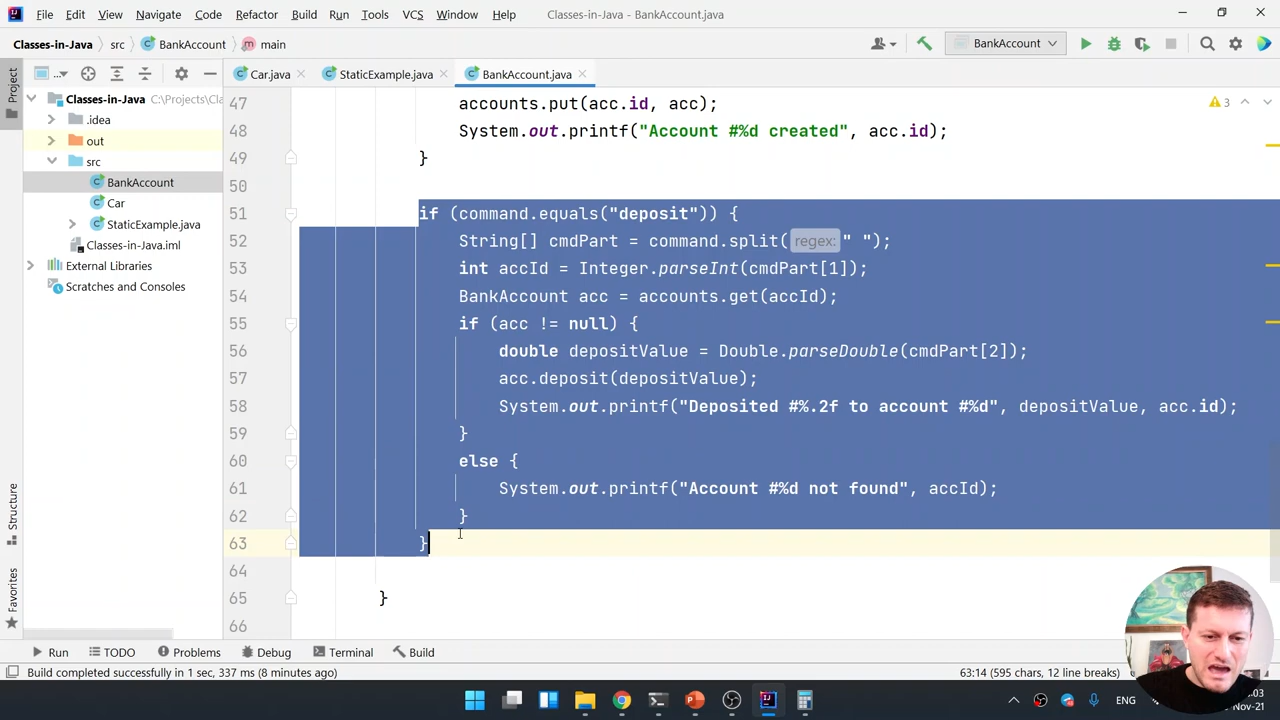 File Edit View Navigate Code Refactor Build Run Tools VCS Window Help Classes-in-Java - BankAccount.java
Classes-in-Java src BankAccount main BankAccount
Project
Car.java StaticExample.java BankAccount.java
Classes-in-Java C:\Projects\Cla
.idea
out
src
BankAccount
Car
StaticExample.java
Classes-in-Java.iml
External Libraries
Scratches and Consoles
3
47 accounts.put(acc.id, acc);
48 System.out.printf("Account #%d created", acc.id);
49 }
50
51 if (command.equals("deposit")) {
52 String[] cmdPart = command.split( regex: " ");
53 int accId = Integer.parseInt(cmdPart[1]);
54 BankAccount acc = accounts.get(accId);
55 if (acc != null) {
56 double depositValue = Double.parseDouble(cmdPart[2]);
57 acc.deposit(depositValue);
58 System.out.printf("Deposited #%.2f to account #%d", depositValue, acc.id);
59 }
60 else {
61 System.out.printf("Account #%d not found", accId);
62 }
63 }
64
65 }
66
Structure
Favorites
Run TODO Problems Debug Terminal Build
Build completed successfully in 1 sec, 337 ms (8 minutes ago) 63:14 (595 chars, 12 line breaks)
ENG